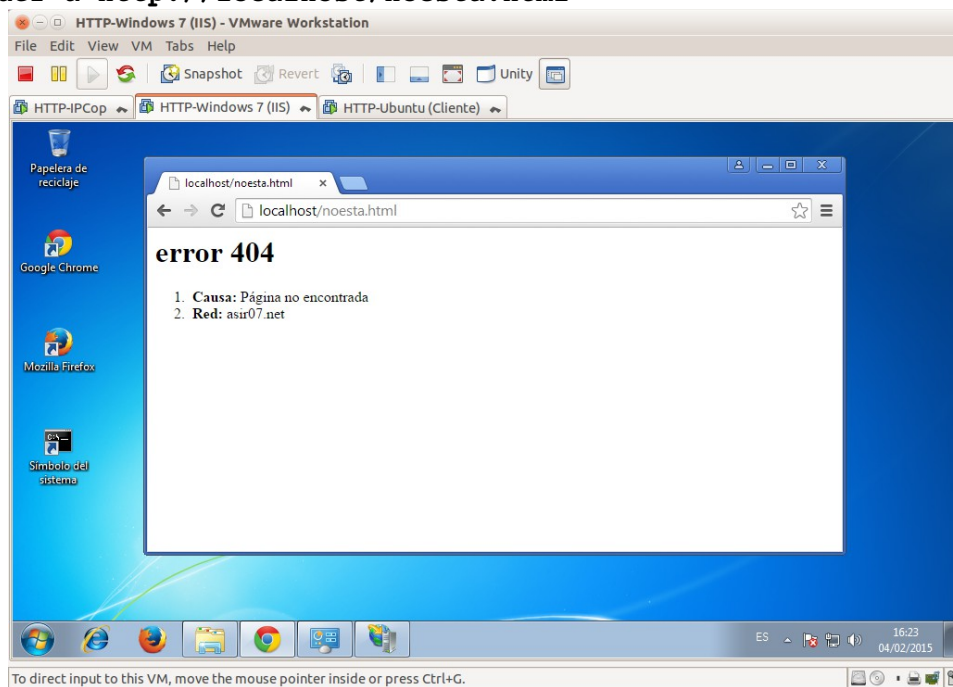 HTTP-Windows 7 (IIS) - VMware Workstation
File Edit View VM Tabs Help
Snapshot Revert Unity
HTTP-IPCop HTTP-Windows 7 (IIS) HTTP-Ubuntu (Cliente)
Papelera de
reciclaje
localhost/noesta.html
localhost/noesta.html
Google Chrome
error 404
1. Causa: Página no encontrada
2. Red: asir07.net
Mozilla Firefox
Símbolo del
sistema
ES 16:23
04/02/2015
To direct input to this VM, move the mouse pointer inside or press Ctrl+G.